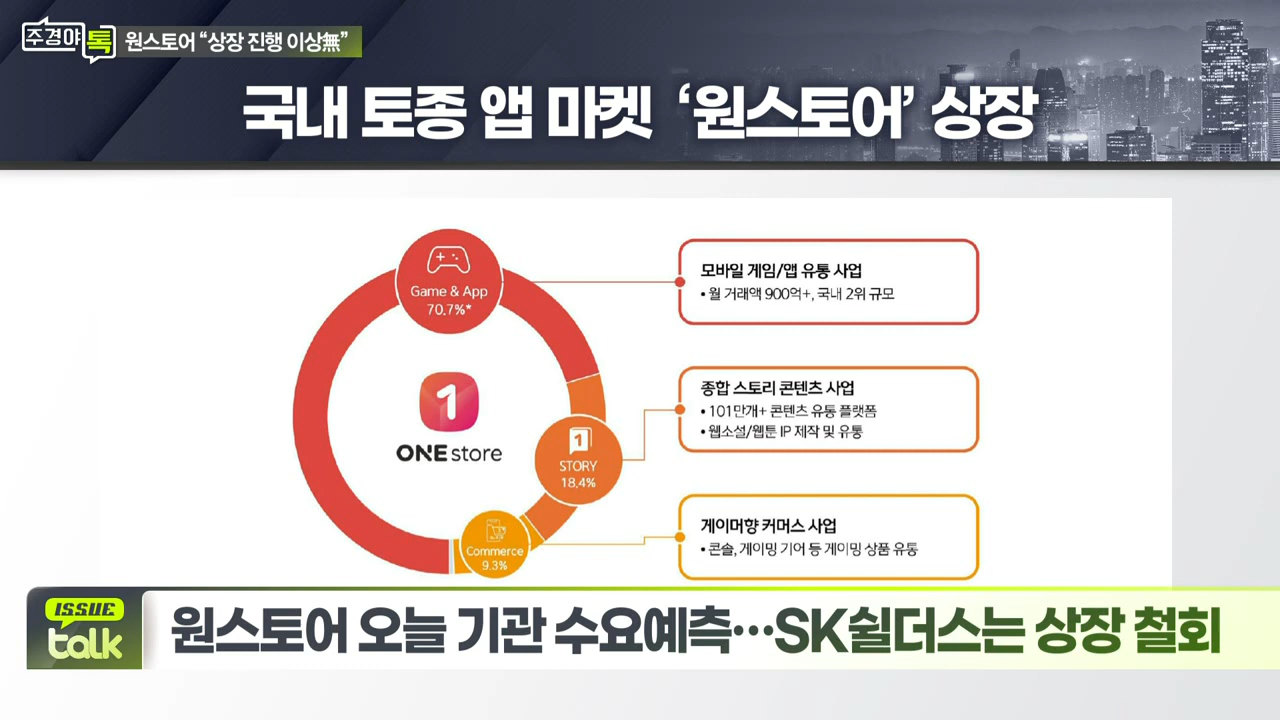 주경야톡
원스토어 “상장 진행 이상無”
국내 토종 앱 마켓 ‘원스토어’ 상장
Game & App
70.7%*
모바일 게임/앱 유통 사업
• 월 거래액 900억+, 국내 2위 규모
1
ONE store
종합 스토리 콘텐츠 사업
• 101만개+ 콘텐츠 유통 플랫폼
• 웹소설/웹툰 IP 제작 및 유통
1
STORY
18.4%
게이머향 커머스 사업
• 콘솔, 게이밍 기어 등 게이밍 상품 유통
Commerce
9.3%
ISSUE
talk
원스토어 오늘 기관 수요예측…SK쉴더스는 상장 철회